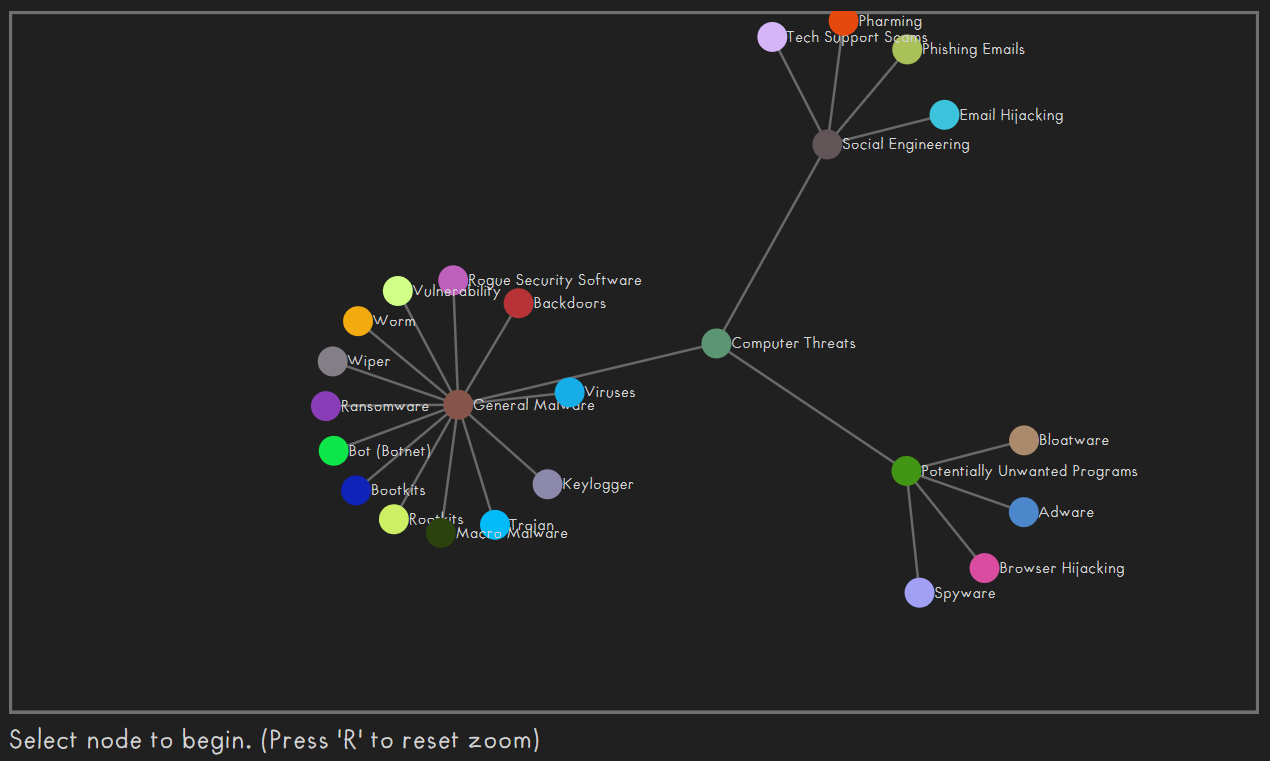 Pharming
Tech Support Scams
Phishing Emails
Email Hijacking
Social Engineering
Rogue Security Software
Vulnerability
Backdoors
Worm
Computer Threats
Wiper
Viruses
Ransomware
General Malware
Bot (Botnet)
Bootkits
Keylogger
Rootkits
Trojan
Macro Malware
Bloatware
Potentially Unwanted Programs
Adware
Browser Hijacking
Spyware
Select node to begin. (Press 'R' to reset zoom)